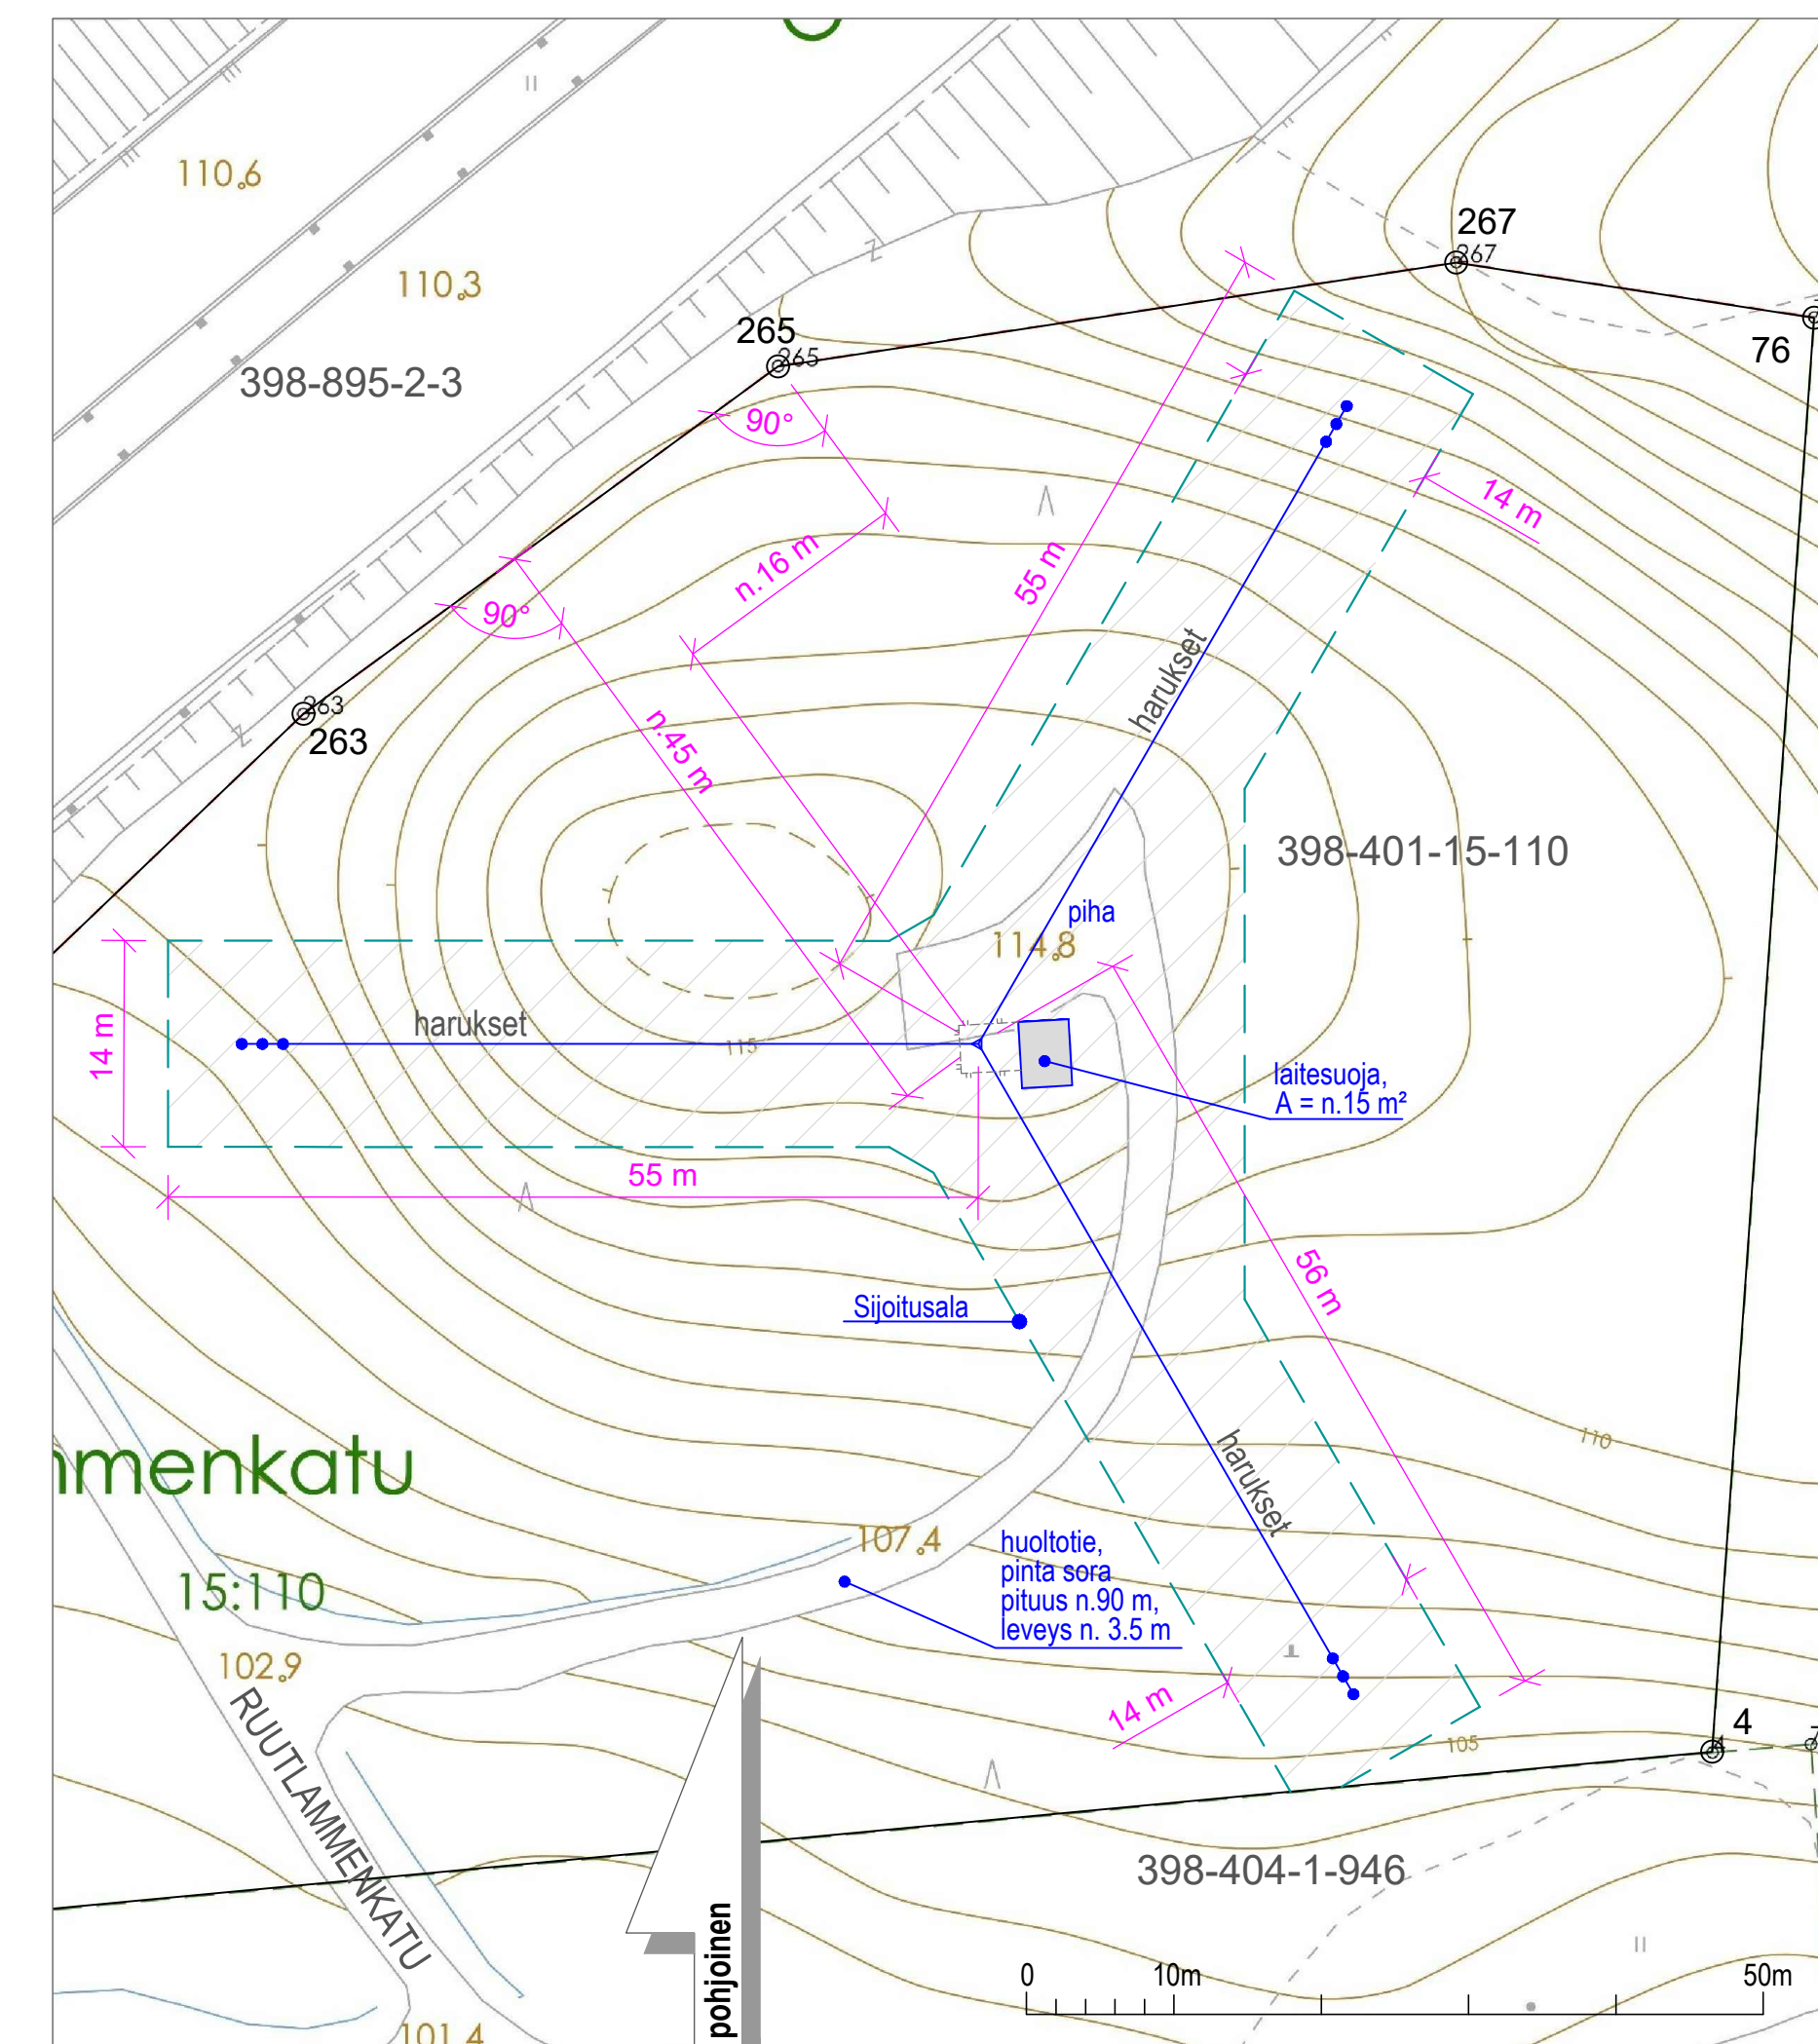 110.6
267
267
110.3
265
265
76
398-895-2-3
90°
14 m
n.16 m
55 m
90°
harukset
263
263
n.45 m
398-401-15-110
piha
114.8
harukset
14 m
115
laitesuoja,
A = n.15 m²
55 m
56 m
Sijoitusala
110
mmenkatu
harukset
107.4
huoltotie,
pinta sora
pituus n.90 m,
leveys n. 3.5 m
15:110
102.9
14 m
4
4
105
RUUTLAMMENKATU
398-404-1-946
pohjoinen
0
10m
50m
101.4